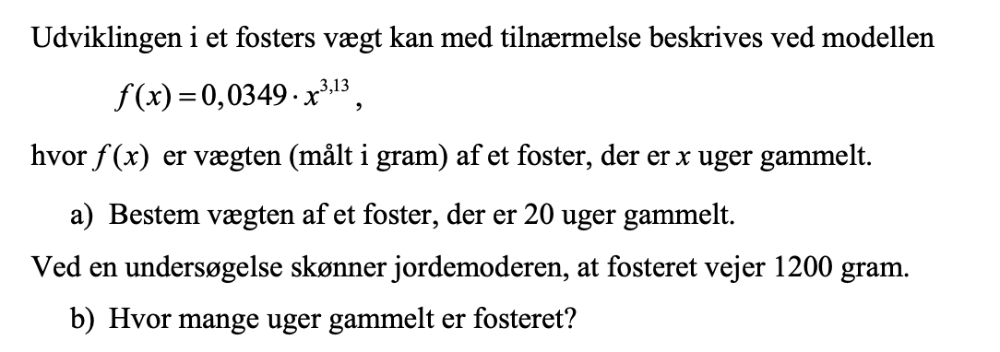 Udviklingen i et fosters vægt kan med tilnærmelse beskrives ved modellen
f(x) = 0,0349 · x^3,13 ,
hvor f(x) er vægten (målt i gram) af et foster, der er x uger gammelt.
a) Bestem vægten af et foster, der er 20 uger gammelt.
Ved en undersøgelse skønner jordemoderen, at fosteret vejer 1200 gram.
b) Hvor mange uger gammelt er fosteret?